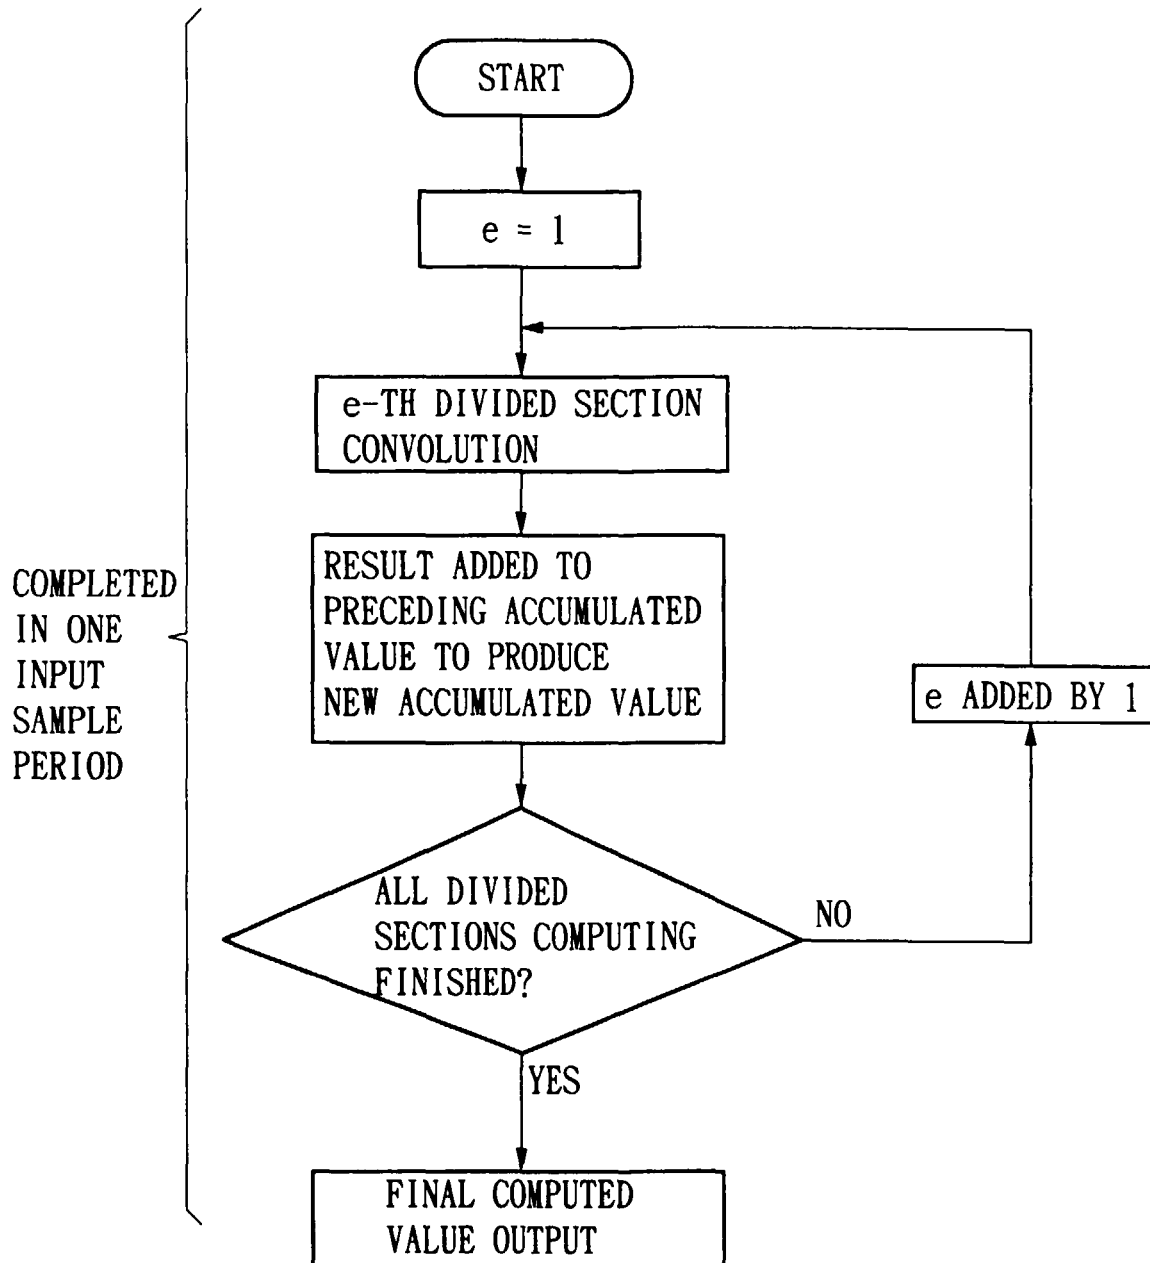 START
e = 1
e-TH DIVIDED SECTION
CONVOLUTION
RESULT ADDED TO
PRECEDING ACCUMULATED
VALUE TO PRODUCE
NEW ACCUMULATED VALUE
COMPLETED
IN ONE
INPUT
SAMPLE
PERIOD
e ADDED BY 1
ALL DIVIDED
SECTIONS COMPUTING
FINISHED?
NO
YES
FINAL COMPUTED
VALUE OUTPUT